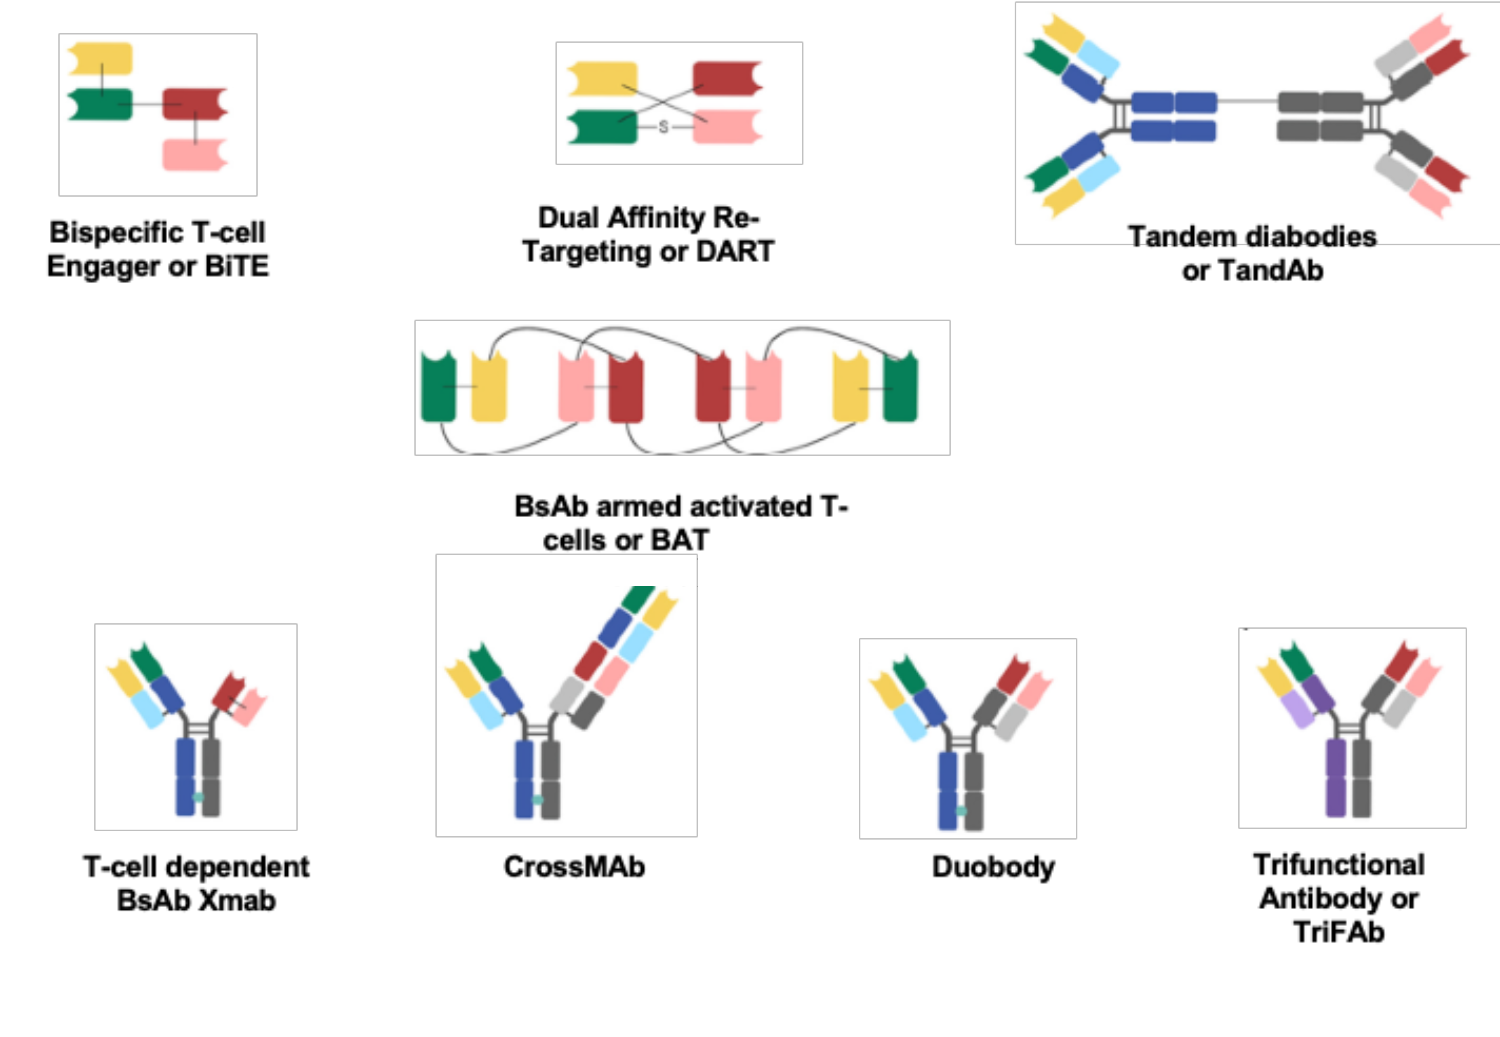 Bispecific T-cell
Engager or BiTE
Dual Affinity Re-
Targeting or DART
S
Tandem diabodies
or TandAb
BsAb armed activated T-
cells or BAT
T-cell dependent
BsAb Xmab
CrossMAb
Duobody
Trifunctional
Antibody or
TriFAb